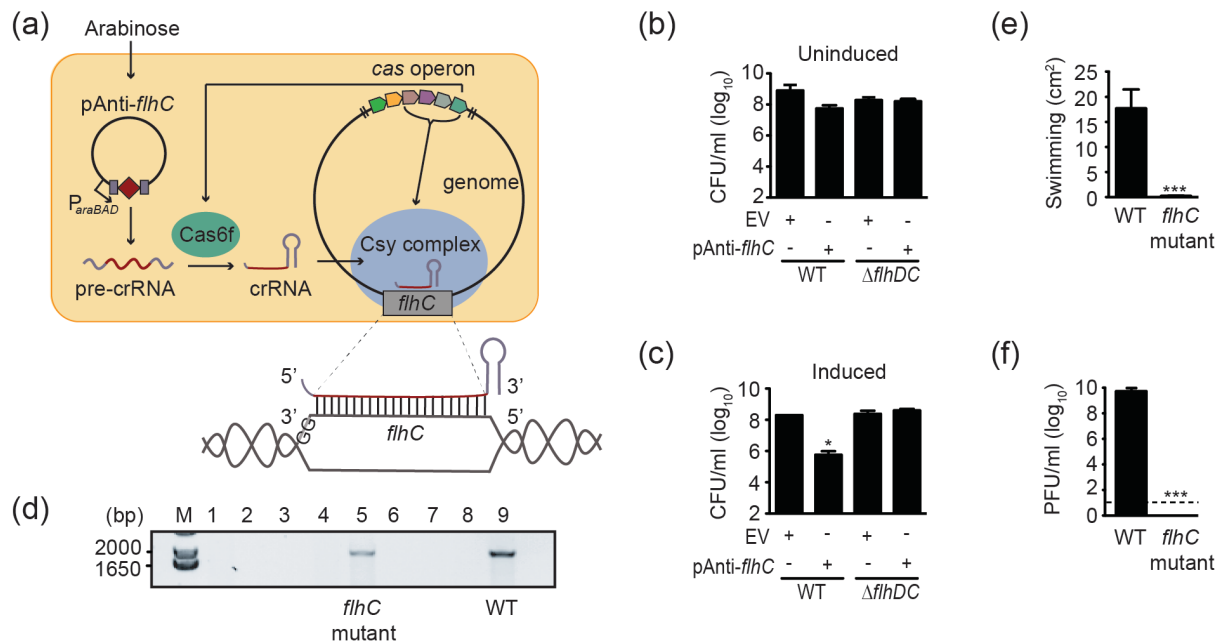 (a)
Arabinose
pAnti-flhC
cas operon
genome
ParaBAD
Cas6f
Csy complex
pre-crRNA
crRNA
flhC
5’
3’
3’
5’
GG
flhC
(b)
Uninduced
CFU/ml (log10)
10
8
6
4
2
EV + - + -
pAnti-flhC - + - +
WT ΔflhDC
(c)
Induced
CFU/ml (log10)
10
8
6
4
2
*
EV + - + -
pAnti-flhC - + - +
WT ΔflhDC
(d)
(bp) M 1 2 3 4 5 6 7 8 9
2000
1650
flhC
mutant
WT
(e)
Swimming (cm2)
25
20
15
10
5
0
***
WT flhC
mutant
(f)
PFU/ml (log10)
10
8
6
4
2
0
***
WT flhC
mutant